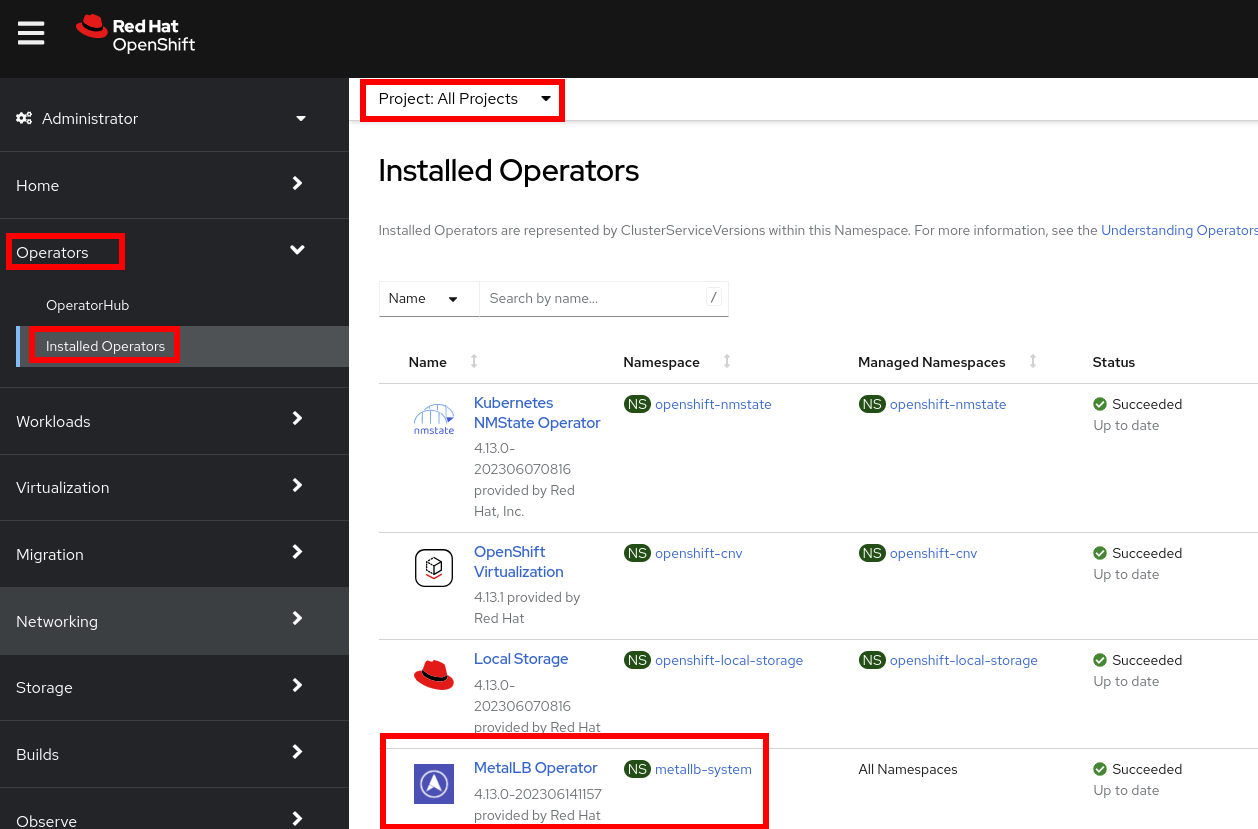 Red Hat
OpenShift
Administrator
Home
Operators
OperatorHub
Installed Operators
Workloads
Virtualization
Migration
Networking
Storage
Builds
Observe
Project: All Projects
Installed Operators
Installed Operators are represented by ClusterServiceVersions within this Namespace. For more information, see the Understanding Operators
Name Search by name... /
Name Namespace Managed Namespaces Status
nmstate
Kubernetes
NMState Operator
4.13.0-
202306070816
provided by Red
Hat, Inc.
NS openshift-nmstate
NS openshift-nmstate
Succeeded
Up to date
OpenShift
Virtualization
4.13.1 provided by
Red Hat
NS openshift-cnv
NS openshift-cnv
Succeeded
Up to date
Local Storage
4.13.0-
202306070816
provided by Red Hat
NS openshift-local-storage
NS openshift-local-storage
Succeeded
Up to date
MetalLB Operator
4.13.0-202306141157
provided by Red Hat
NS metallb-system
All Namespaces
Succeeded
Up to date